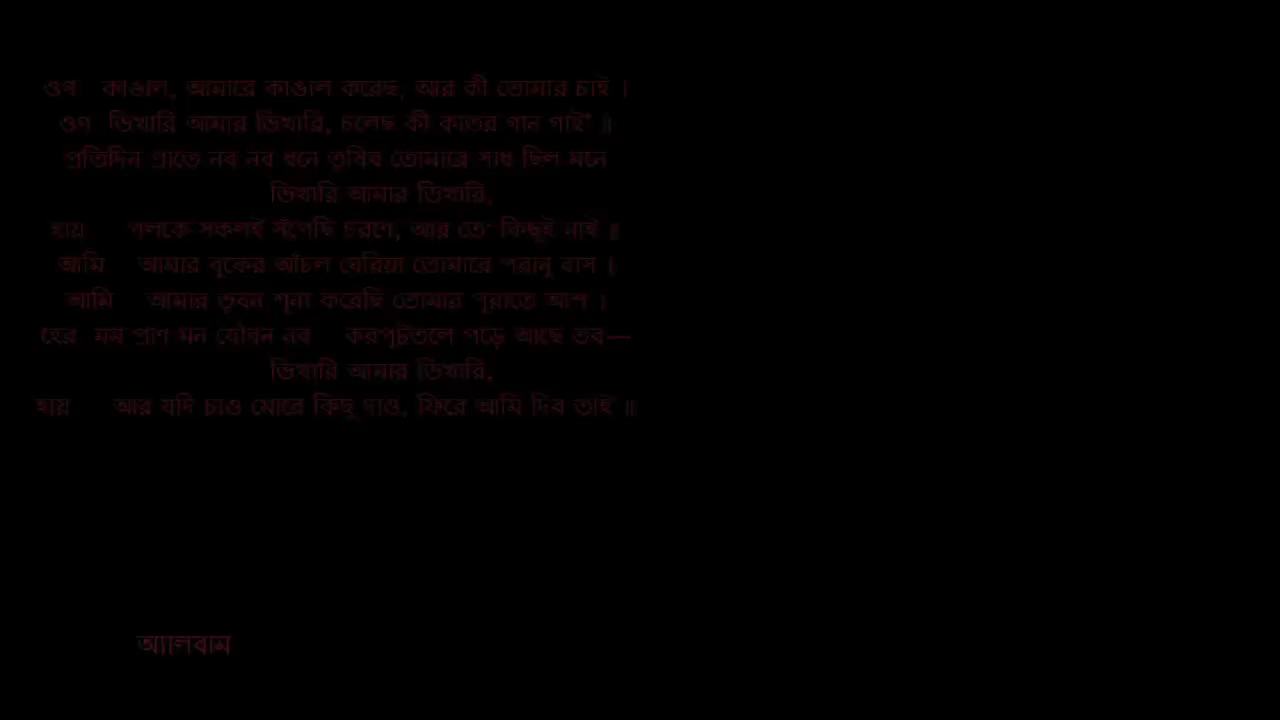 ওগো কাঙাল, আমারে কাঙাল করেছ, আর কী তোমার চাই ।
ওগো ভিখারি আমার ভিখারি, চলেছ কী কাতর গান গাই' ॥
প্রতিদিন প্রাতে নব নব ধনে তুষিব তোমারে সাধ ছিল মনে
ভিখারি আমার ভিখারি,
হায় পলকে সকলই সঁপেছি চরণে, আর তো কিছুই নাই ॥
আমি আমার বুকের আঁচল ঘেরিয়া তোমারে পরানু বাস ।
আমি আমার ভুবন শূন্য করেছি তোমার পুরাতে আশ ।
হেরো মম প্রাণ মন যৌবন নব করপুটতলে পড়ে আছে তব—
ভিখারি আমার ভিখারি,
হায় আর যদি চাও মোরে কিছু দাও, ফিরে আমি দিব তাই ॥
অ্যালবাম